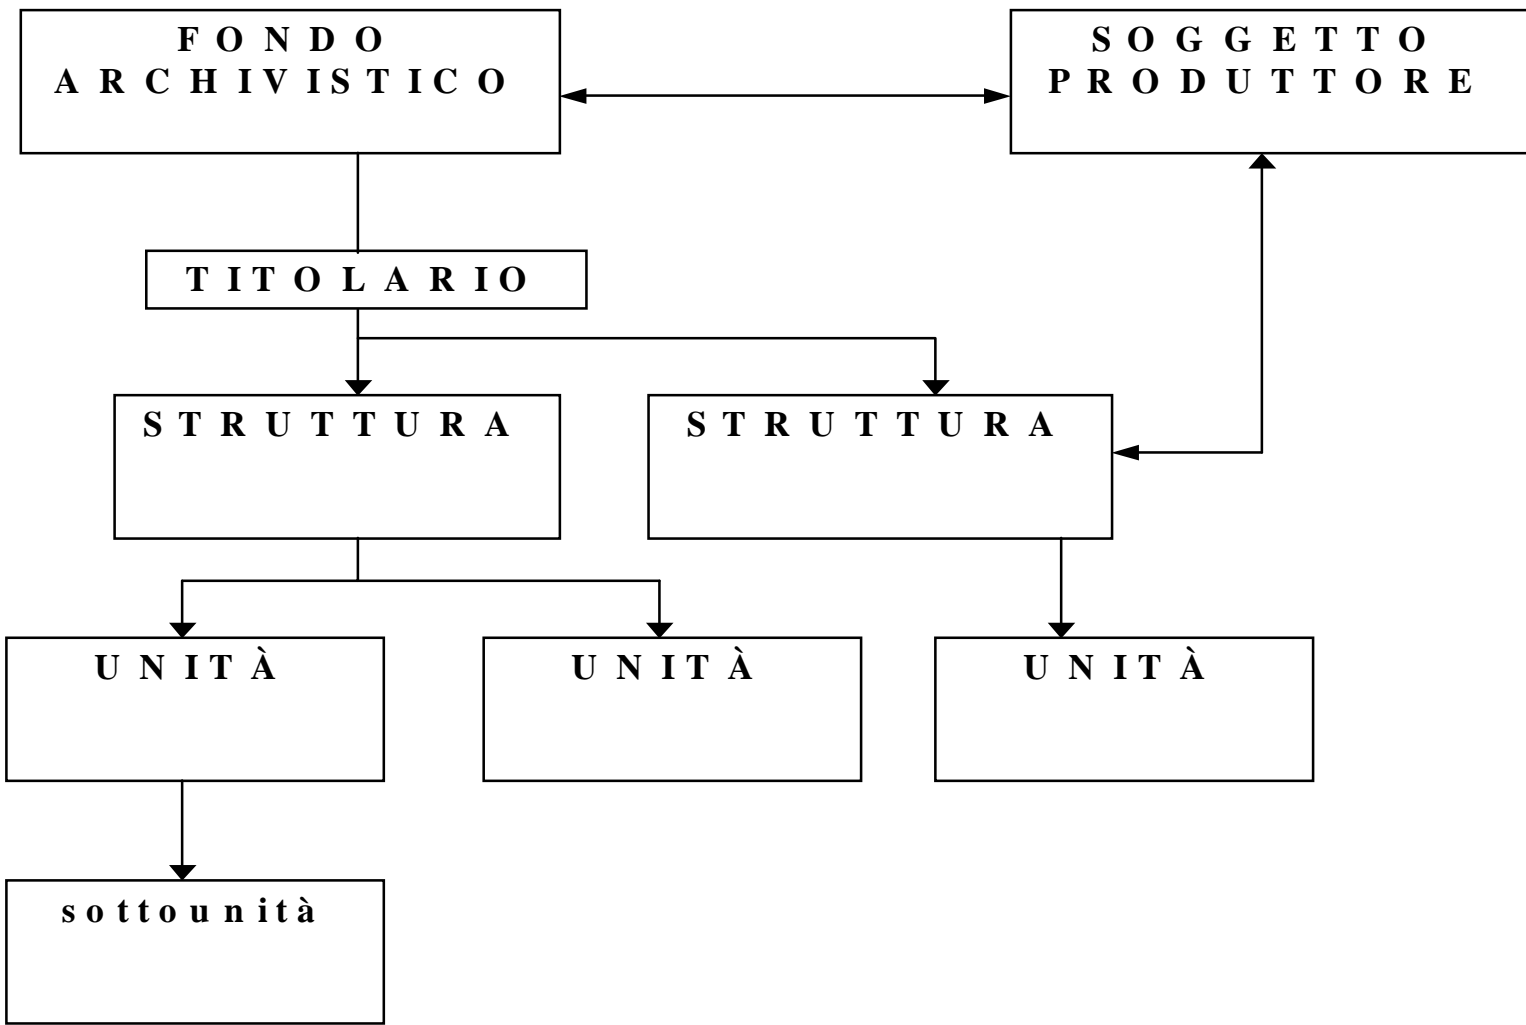 FONDO
ARCHIVISTICO
SOGGETTO
PRODUTTORE
TITOLARIO
STRUTTURA
STRUTTURA
UNITÀ
UNITÀ
UNITÀ
sottounità